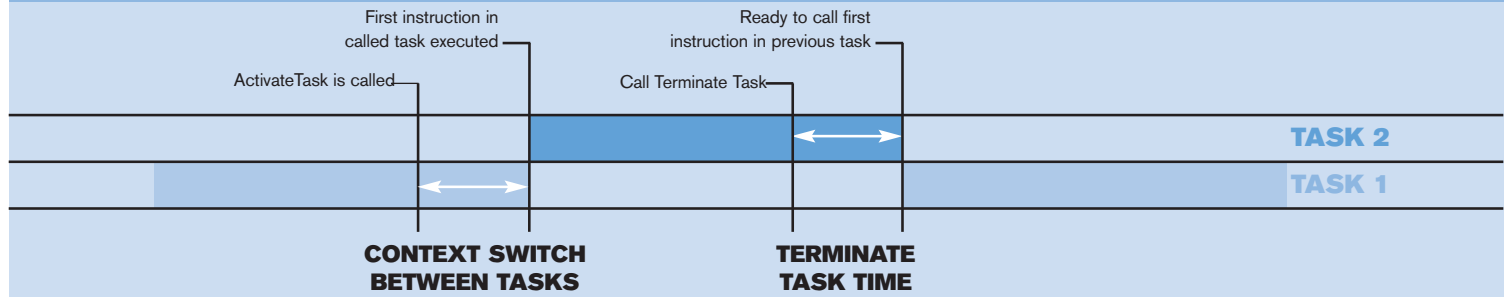 First instruction in
called task executed
Ready to call first
instruction in previous task
ActivateTask is called
Call Terminate Task
TASK 2
TASK 1
CONTEXT SWITCH
BETWEEN TASKS
TERMINATE
TASK TIME